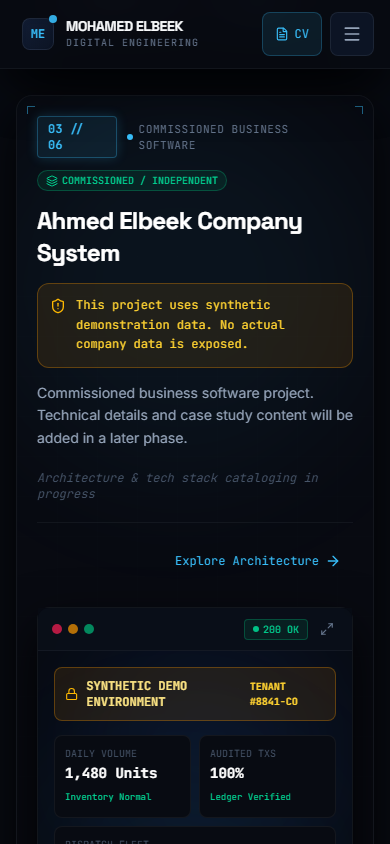 ME
MOHAMED ELBEEK
DIGITAL ENGINEERING
CV
03 //
06
COMMISSIONED BUSINESS
SOFTWARE
COMMISSIONED / INDEPENDENT
Ahmed Elbeek Company
System
This project uses synthetic
demonstration data. No actual
company data is exposed.
Commissioned business software project.
Technical details and case study content will be
added in a later phase.
Architecture & tech stack cataloging in
progress
Explore Architecture →
200 OK
SYNTHETIC DEMO
ENVIRONMENT
TENANT
#8841-CO
DAILY VOLUME
1,480 Units
Inventory Normal
AUDITED TXS
100%
Ledger Verified